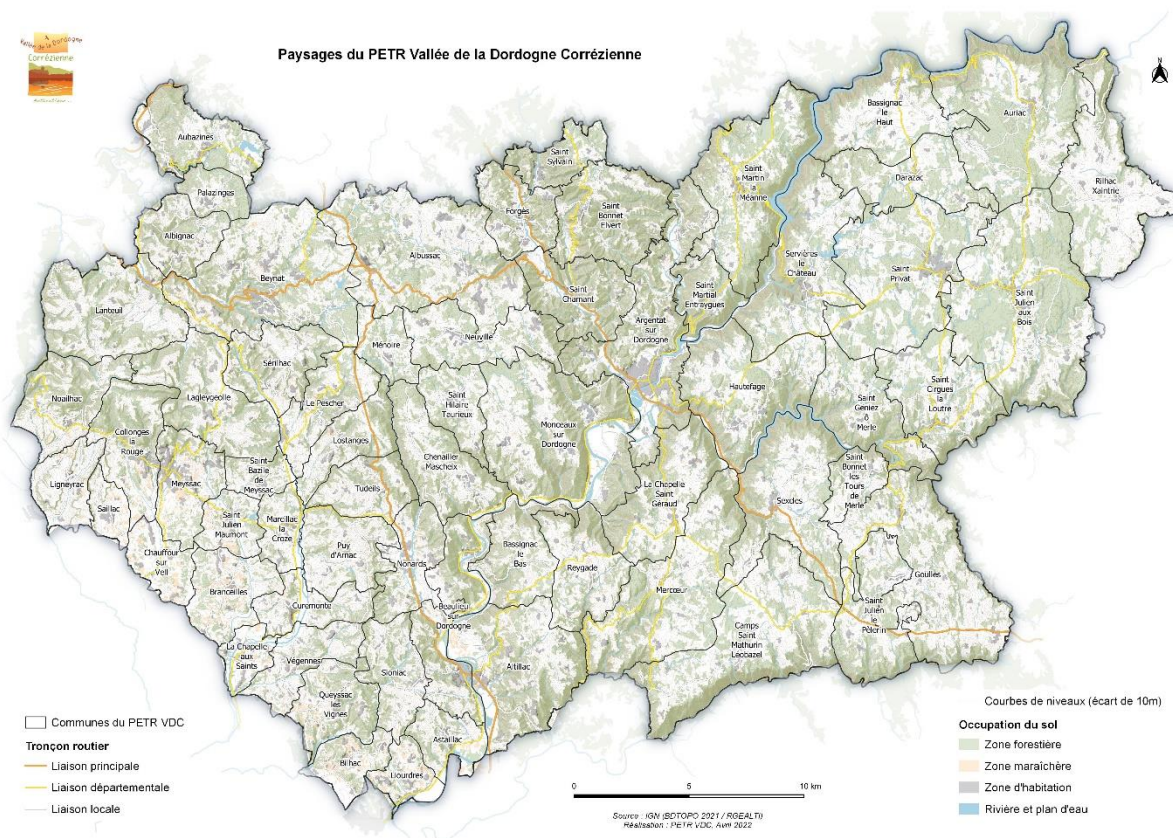 Vallée de la Dordogne
Corrézienne
Paysages du PETR Vallée de la Dordogne Corrézienne
N
Aubazines
Palazinges
Albignac
Lanteuil
Beynat
Albussac
Forgès
Saint
Sylvain
Saint
Bonnet
Elvert
Saint
Martin
la
Méanne
Bassignac
le
Haut
Auriac
Darazac
Rilhac
Xaintrie
Servières
le
Château
Saint
Privat
Saint
Julien
aux
Bois
Saint
Chamant
Saint
Martial
Entraygues
Argentat
sur
Dordogne
Neuville
Ménoire
Sérilhac
Le Pescher
Lagleygeolle
Noailhac
Collonges
la
Rouge
Ligneyrac
Saillac
Meyssac
Saint
Bazile
de
Meyssac
Lostanges
Saint
Hilaire
Taurieux
Monceaux
sur
Dordogne
Chenailler
Mascheix
Hautefage
Saint
Cirgues
la
Loutre
Saint
Geniez
ô
Merle
Saint
Bonnet
les
Tours
de
Merle
La Chapelle
Saint
Géraud
Sexcles
Tudeils
Saint
Julien
Maumont
Marcillac
la
Croze
Chauffour
sur
Vell
Branceilles
Puy
d'Arnac
Nonards
Bassignac
le
Bas
Reygade
Mercœur
Goulles
Saint
Julien
le
Pèlerin
Camps
Saint
Mathurin
Léobazel
Curemonte
Beaulieu
sur
Dordogne
La Chapelle
aux
Saints
Végennes
Sioniac
Altillac
Queyssac
les
Vignes
Astaillac
Bilhac
Liourdres
Communes du PETR VDC
Tronçon routier
Liaison principale
Liaison départementale
Liaison locale
0 5 10 km
Source : IGN (BDTOPO 2021 / RGEALTI)
Réalisation : PETR VDC, Avril 2022
Courbes de niveaux (écart de 10m)
Occupation du sol
Zone forestière
Zone maraîchère
Zone d'habitation
Rivière et plan d'eau